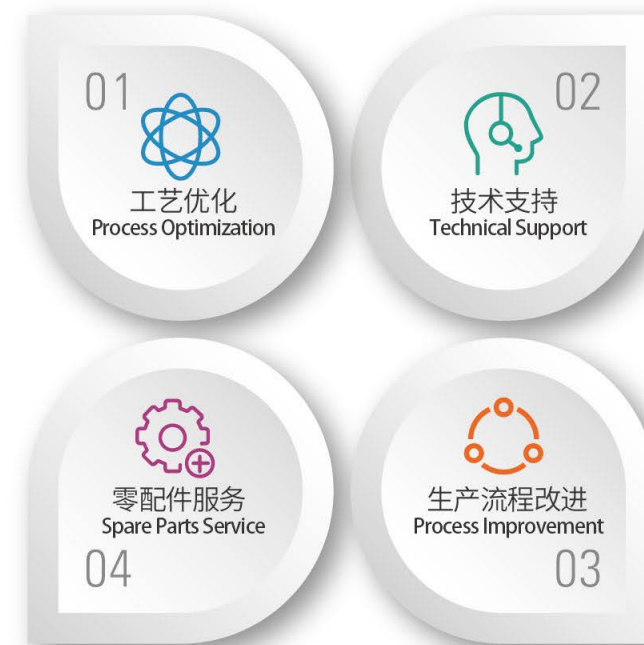 01
工艺优化
Process Optimization
02
技术支持
Technical Support
零配件服务
Spare Parts Service
04
生产流程改进
Process Improvement
03